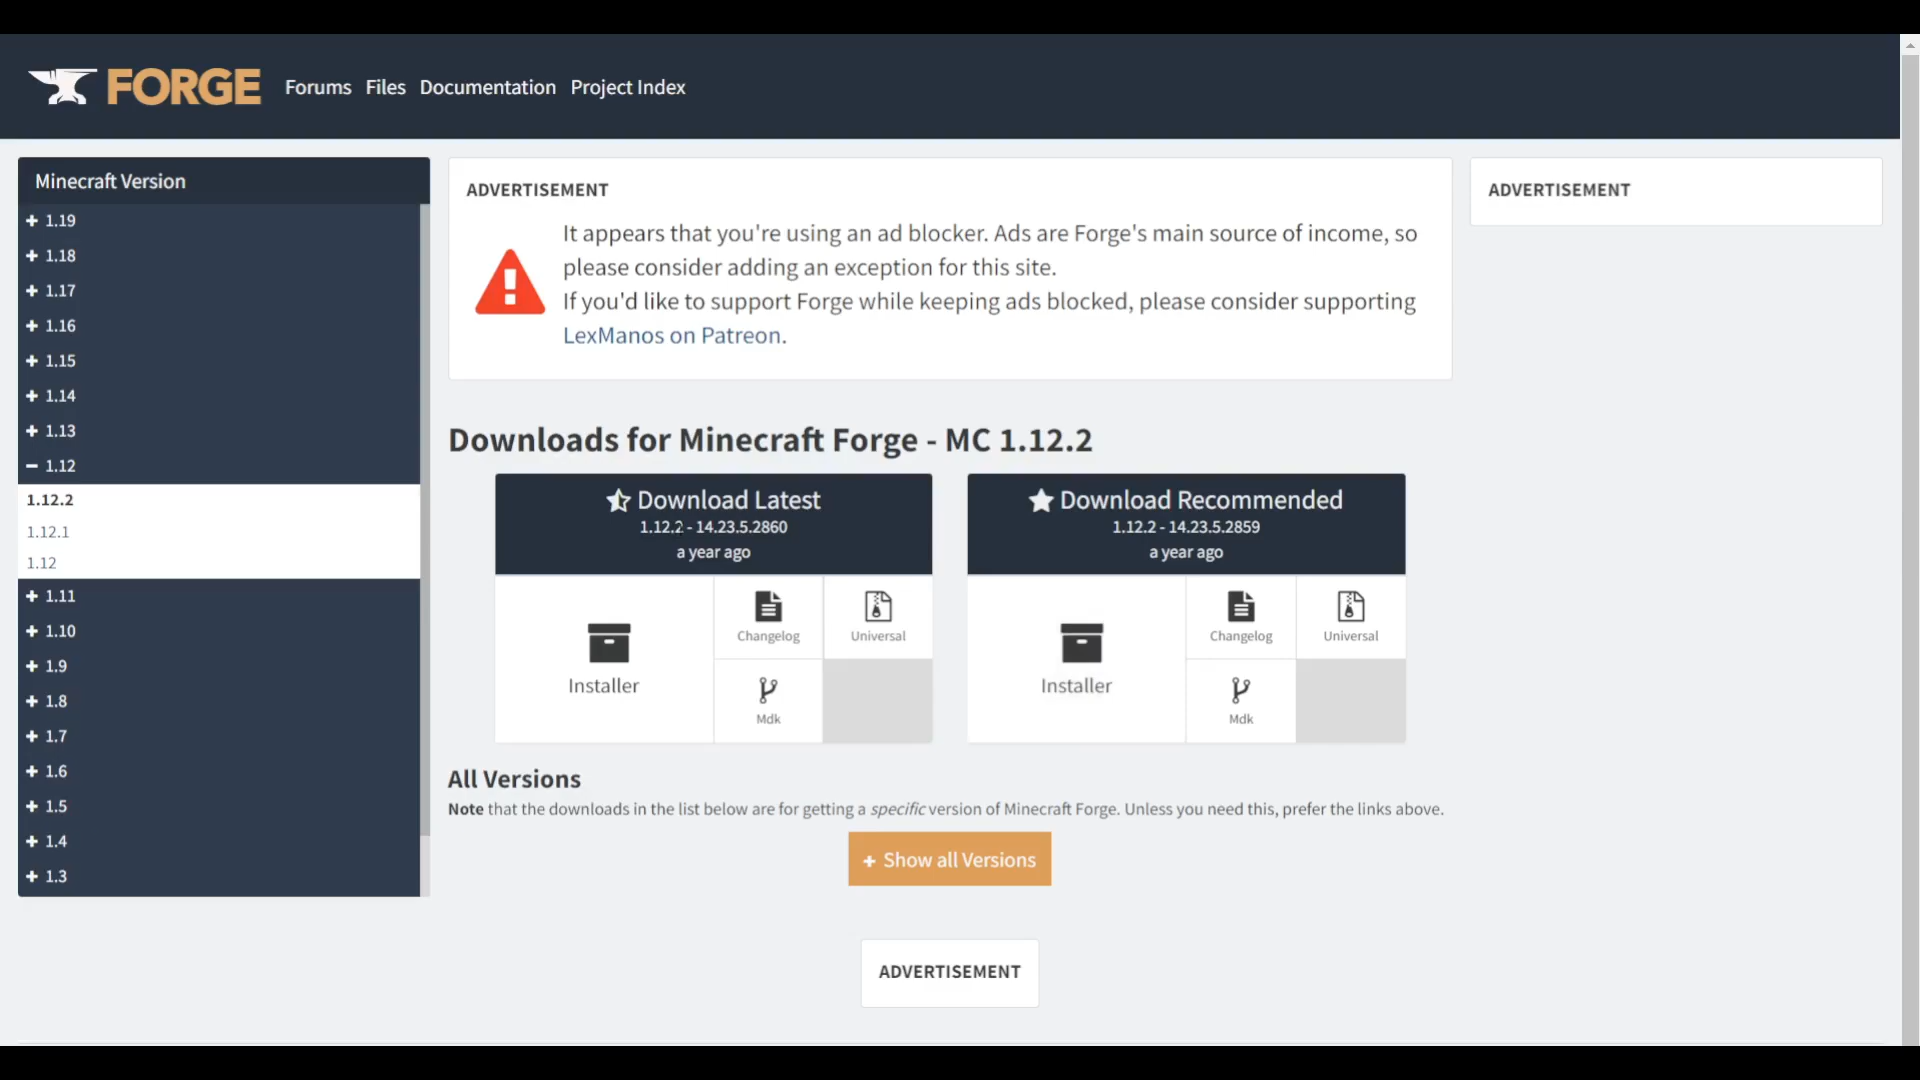 FORGE Forums Files Documentation Project Index
Minecraft Version
1.19
1.18
1.17
1.16
1.15
1.14
1.13
1.12
1.12.2
1.12.1
1.12
1.11
1.10
1.9
1.8
1.7
1.6
1.5
1.4
1.3
ADVERTISEMENT
It appears that you're using an ad blocker. Ads are Forge's main source of income, so
please consider adding an exception for this site.
If you'd like to support Forge while keeping ads blocked, please consider supporting
LexManos on Patreon.
Downloads for Minecraft Forge - MC 1.12.2
Download Latest
1.12.2 - 14.23.5.2860
a year ago
Installer
Changelog
Universal
Mdk
Download Recommended
1.12.2 - 14.23.5.2859
a year ago
Installer
Changelog
Universal
Mdk
All Versions
Note that the downloads in the list below are for getting a specific version of Minecraft Forge. Unless you need this, prefer the links above.
+ Show all Versions
ADVERTISEMENT
ADVERTISEMENT